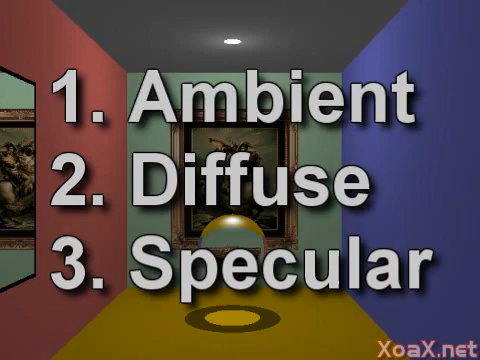 1. Ambient
2. Diffuse
3. Specular
XoaX.net